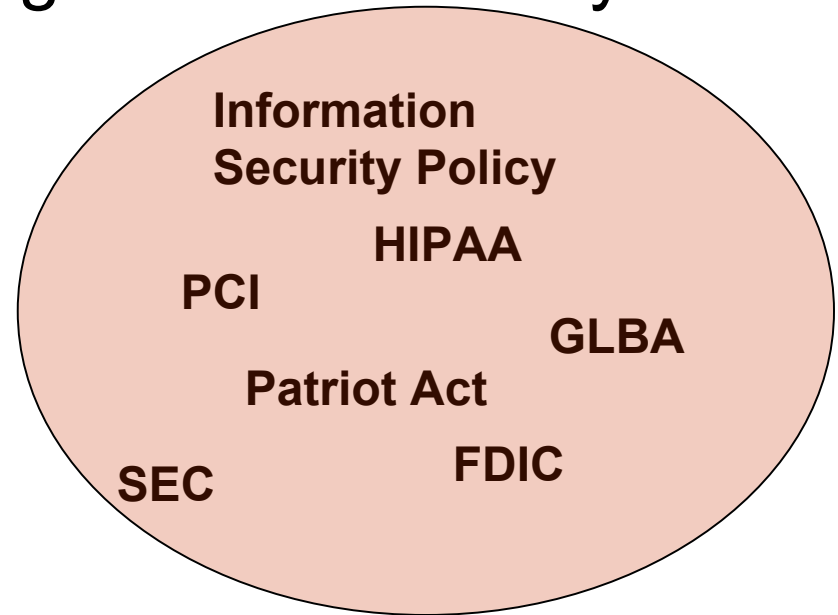 Information
Security Policy
HIPAA
PCI
GLBA
Patriot Act
FDIC
SEC